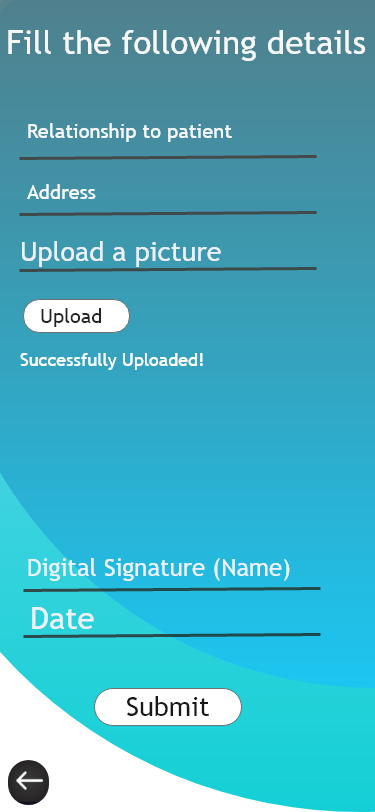 Fill the following details
Relationship to patient
Address
Upload a picture
Upload
Successfully Uploaded!
Digital Signature (Name)
Date
Submit